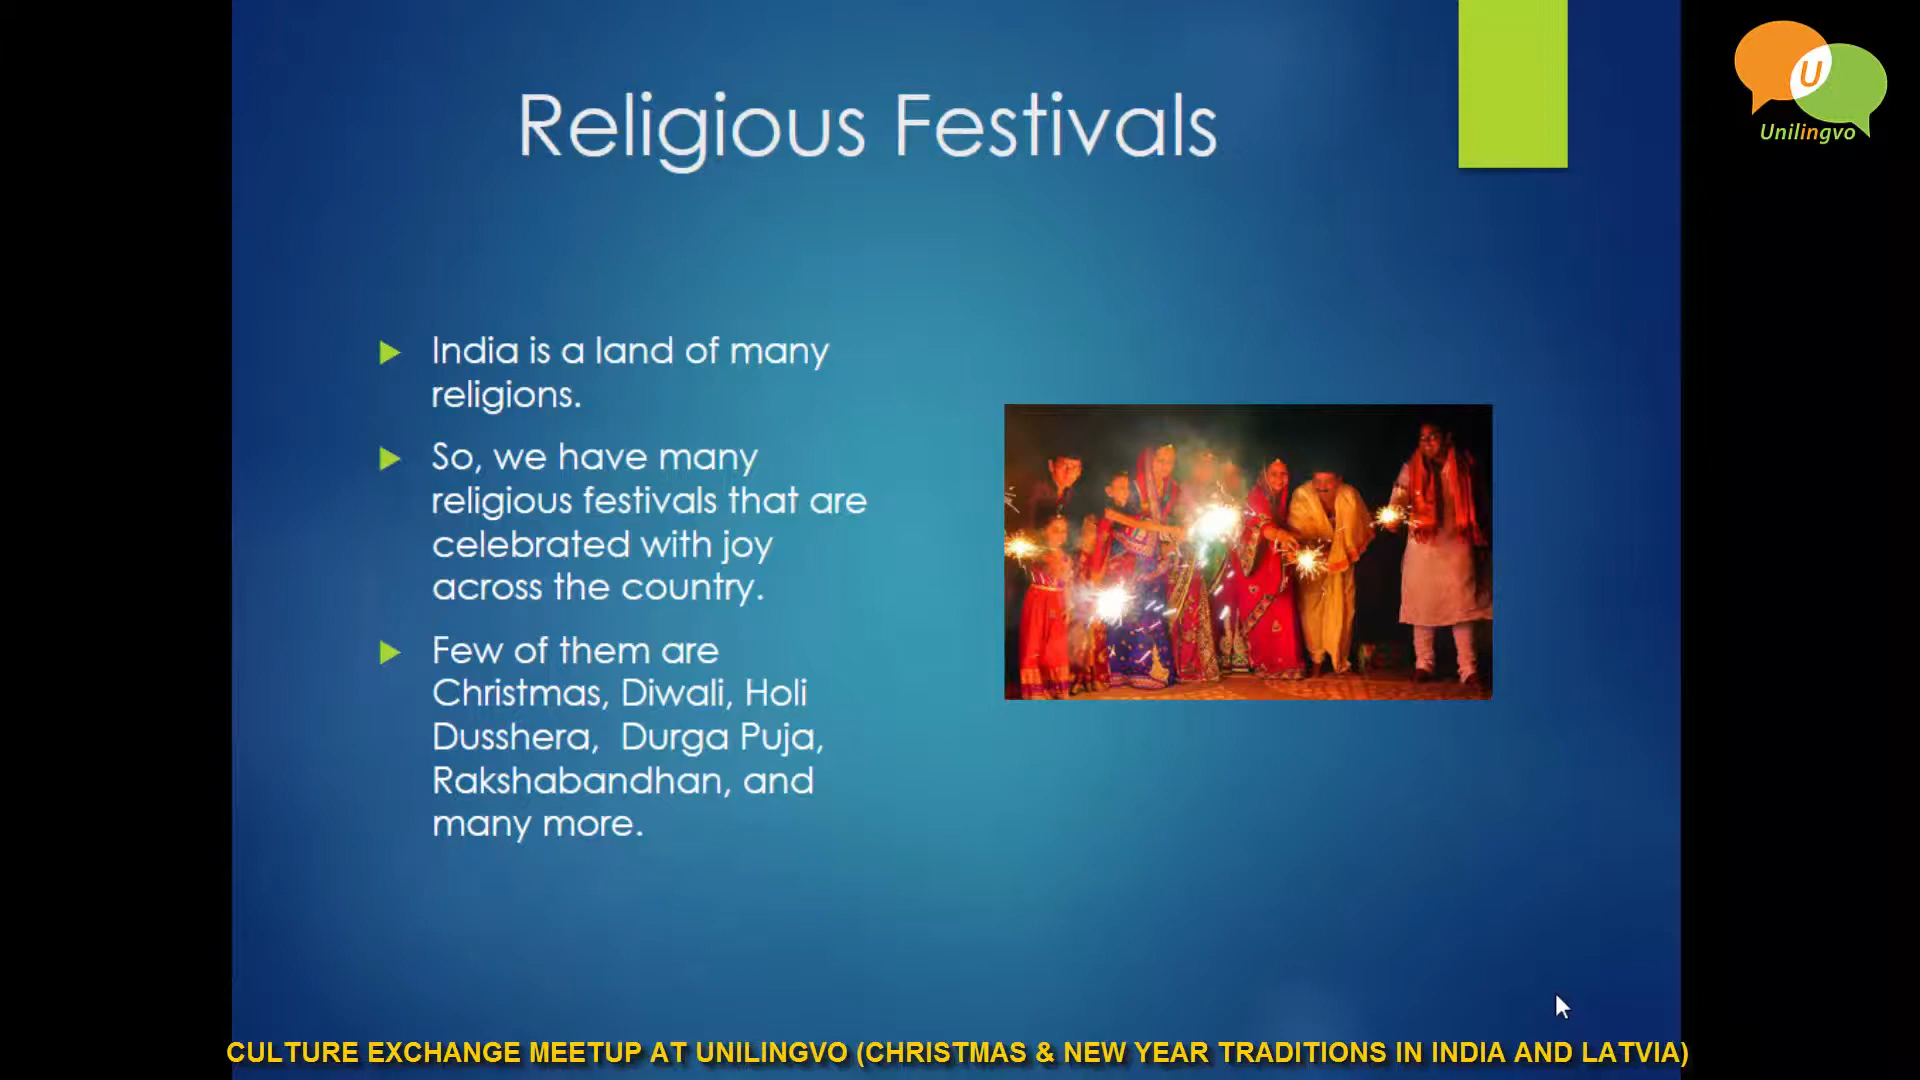 Religious Festivals
U
Unilingvo
India is a land of many
religions.
So, we have many
religious festivals that are
celebrated with joy
across the country.
Few of them are
Christmas, Diwali, Holi
Dusshera,  Durga Puja,
Rakshabandhan, and
many more.
CULTURE EXCHANGE MEETUP AT UNILINGVO (CHRISTMAS & NEW YEAR TRADITIONS IN INDIA AND LATVIA)